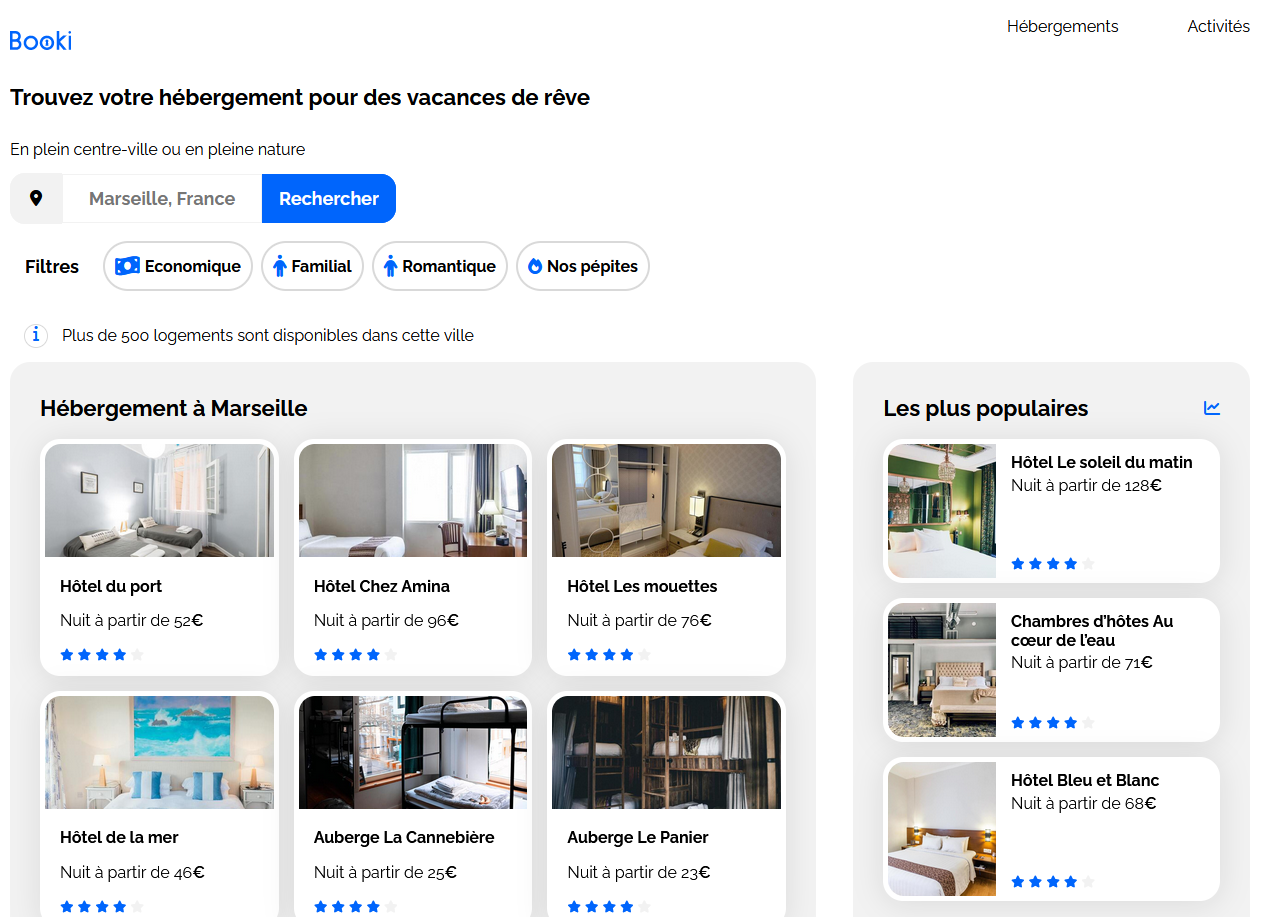 Booki
Hébergements
Activités
Trouvez votre hébergement pour des vacances de rêve
En plein centre-ville ou en pleine nature
Marseille, France
Rechercher
Filtres
Economique
Familial
Romantique
Nos pépites
Plus de 500 logements sont disponibles dans cette ville
Hébergement à Marseille
Hôtel du port
Nuit à partir de 52€
Hôtel Chez Amina
Nuit à partir de 96€
Hôtel Les mouettes
Nuit à partir de 76€
Hôtel de la mer
Nuit à partir de 46€
Auberge La Cannebière
Nuit à partir de 25€
Auberge Le Panier
Nuit à partir de 23€
Les plus populaires
Hôtel Le soleil du matin
Nuit à partir de 128€
Chambres d'hôtes Au
cœur de l'eau
Nuit à partir de 71€
Hôtel Bleu et Blanc
Nuit à partir de 68€